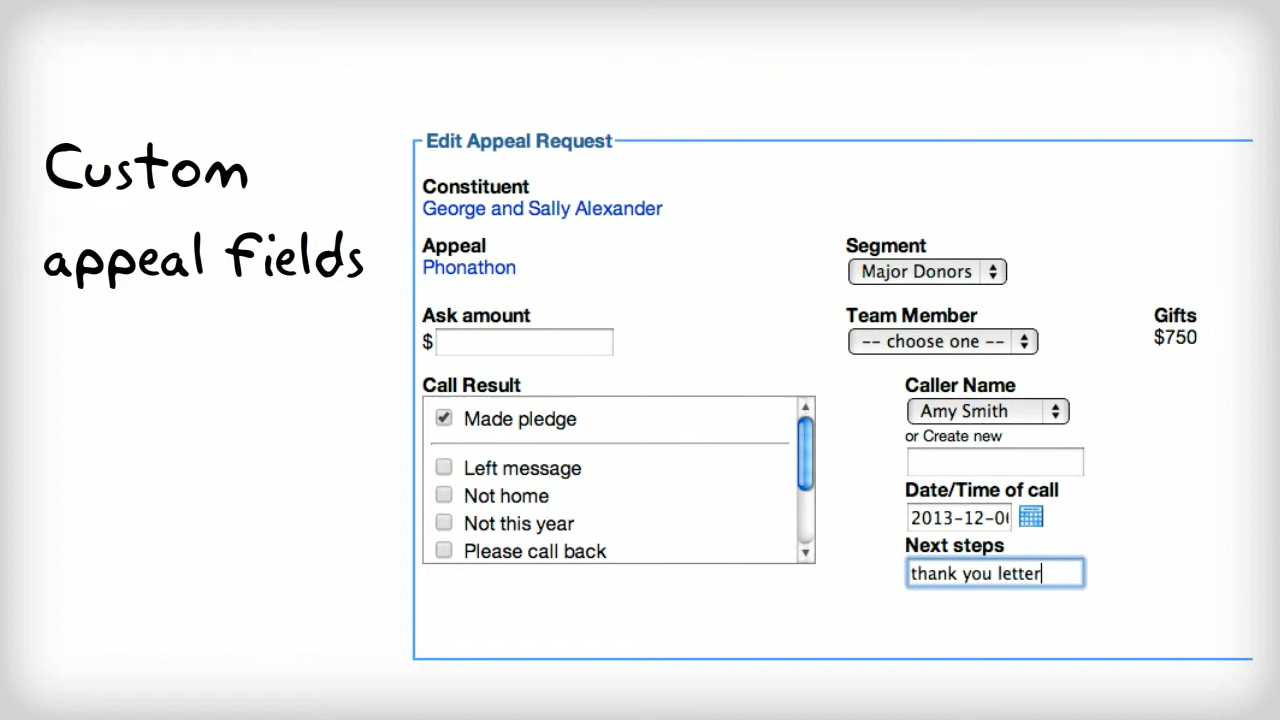 Custom
appeal fields
Edit Appeal Request
Constituent
George and Sally Alexander
Appeal
Phonathon
Segment
Major Donors
Ask amount
$
Team Member
-- choose one --
Gifts
$750
Call Result
Made pledge
Left message
Not home
Not this year
Please call back
Caller Name
Amy Smith
or Create new
Date/Time of call
2013-12-0
Next steps
thank you letter